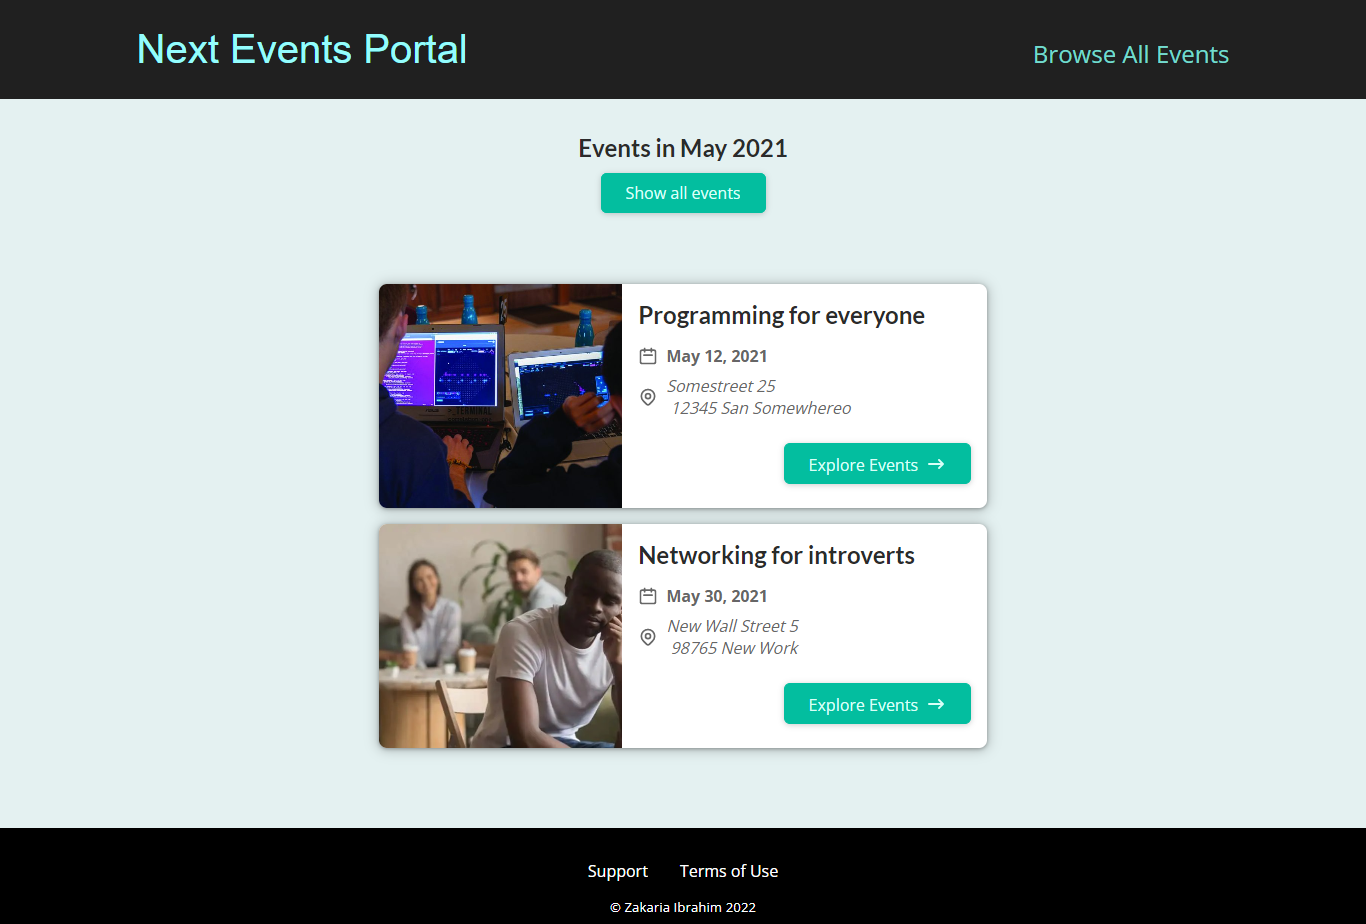 Next Events Portal
Browse All Events
Events in May 2021
Show all events
Programming for everyone
May 12, 2021
Somestreet 25
12345 San Somewhereo
Explore Events →
TERMINAL
Networking for introverts
May 30, 2021
New Wall Street 5
98765 New Work
Explore Events →
Support Terms of Use
© Zakaria Ibrahim 2022